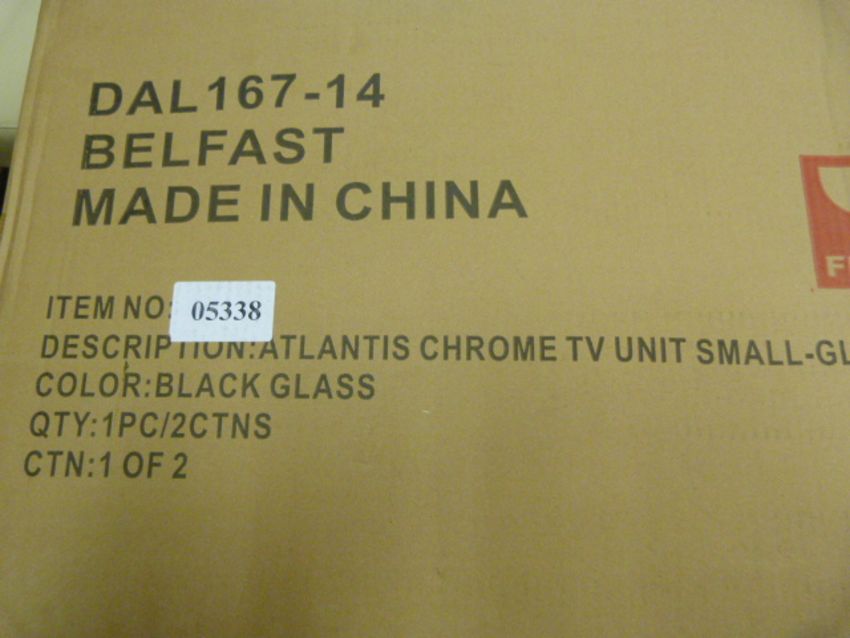 DAL167-14
BELFAST
MADE IN CHINA
ITEM NO: 05338
DESCRIPTION:ATLANTIS CHROME TV UNIT SMALL-GL
COLOR:BLACK GLASS
QTY:1PC/2CTNS
CTN:1 OF 2